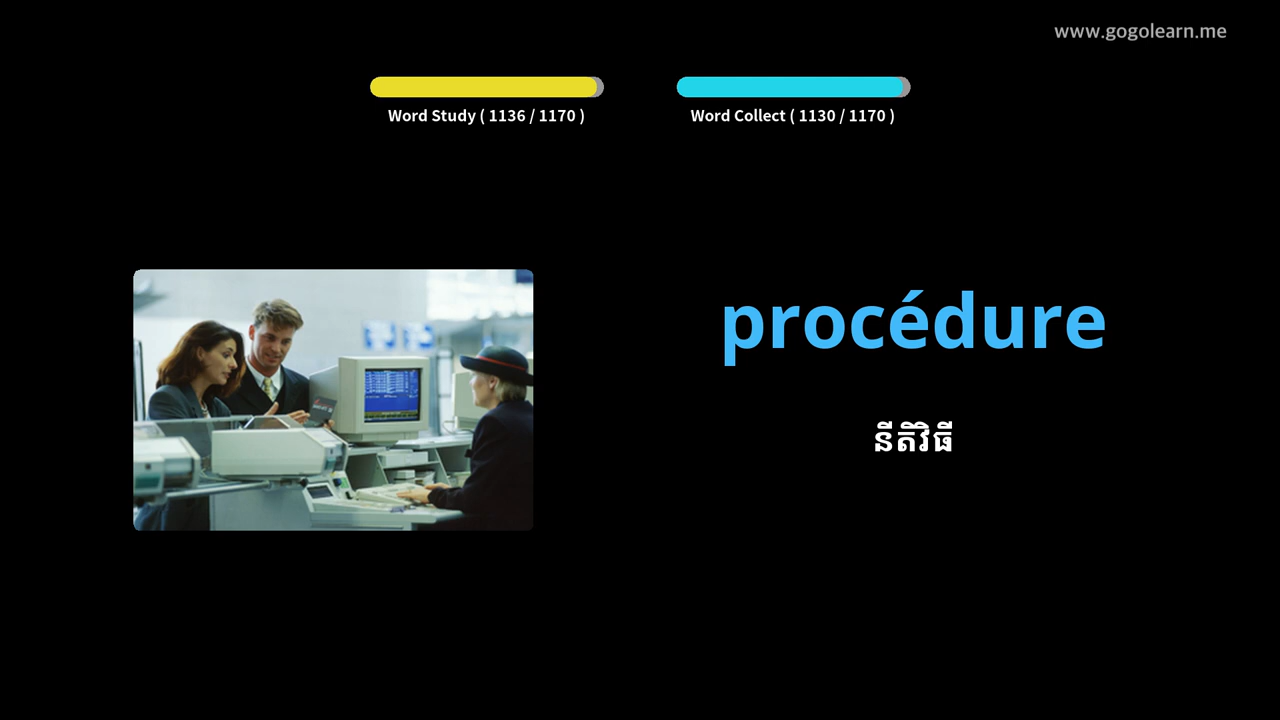 www.gogolearn.me
Word Study ( 1136 / 1170 )
Word Collect ( 1130 / 1170 )
procédure
នីតិវិធី